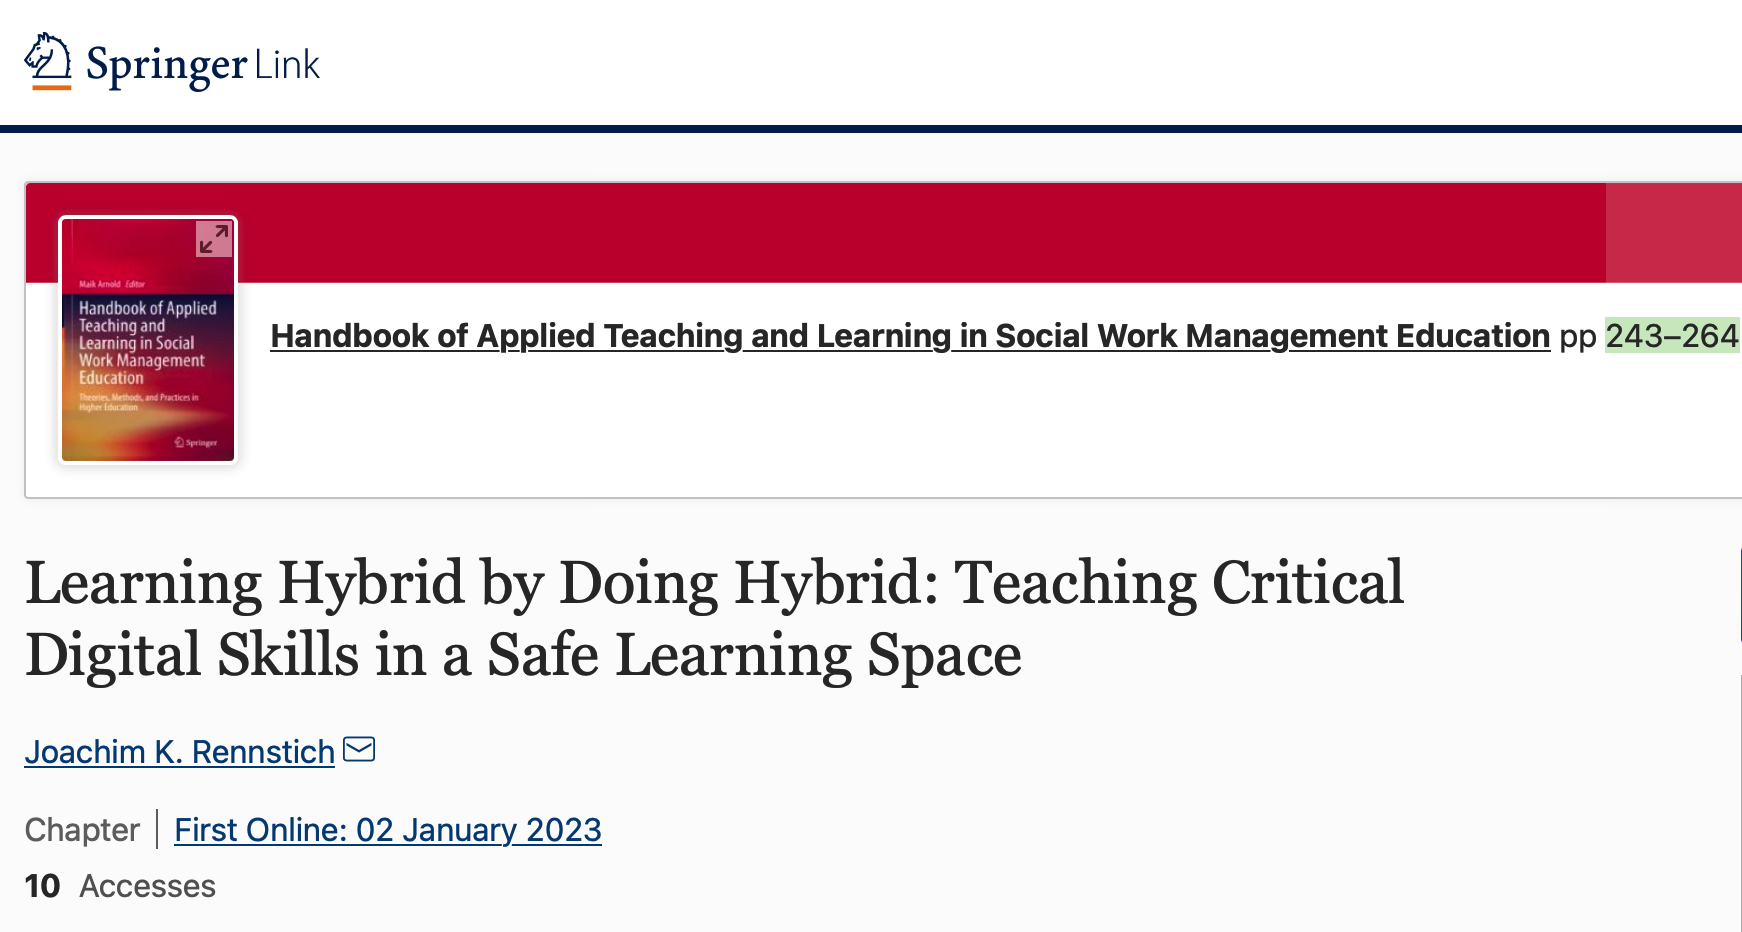 Springer Link
Maik Arnold Editor
Handbook of Applied
Teaching and
Learning in Social
Work Management
Education
Theories, Methods, and Practices in
Higher Education
Springer
Handbook of Applied Teaching and Learning in Social Work Management Education pp 243–264
Learning Hybrid by Doing Hybrid: Teaching Critical
Digital Skills in a Safe Learning Space
Joachim K. Rennstich
Chapter First Online: 02 January 2023
10 Accesses